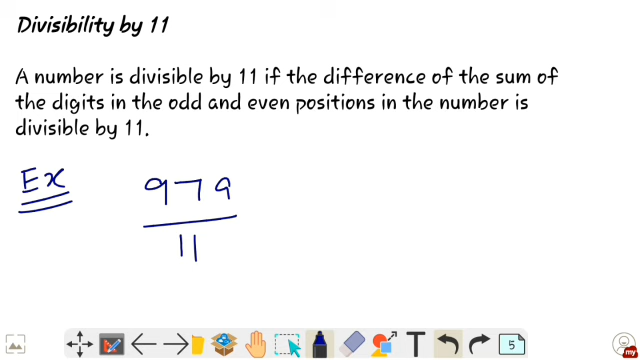 Divisibility by 11
A number is divisible by 11 if the difference of the sum of
the digits in the odd and even positions in the number is
divisible by 11.
Ex
979
11
T
5
my